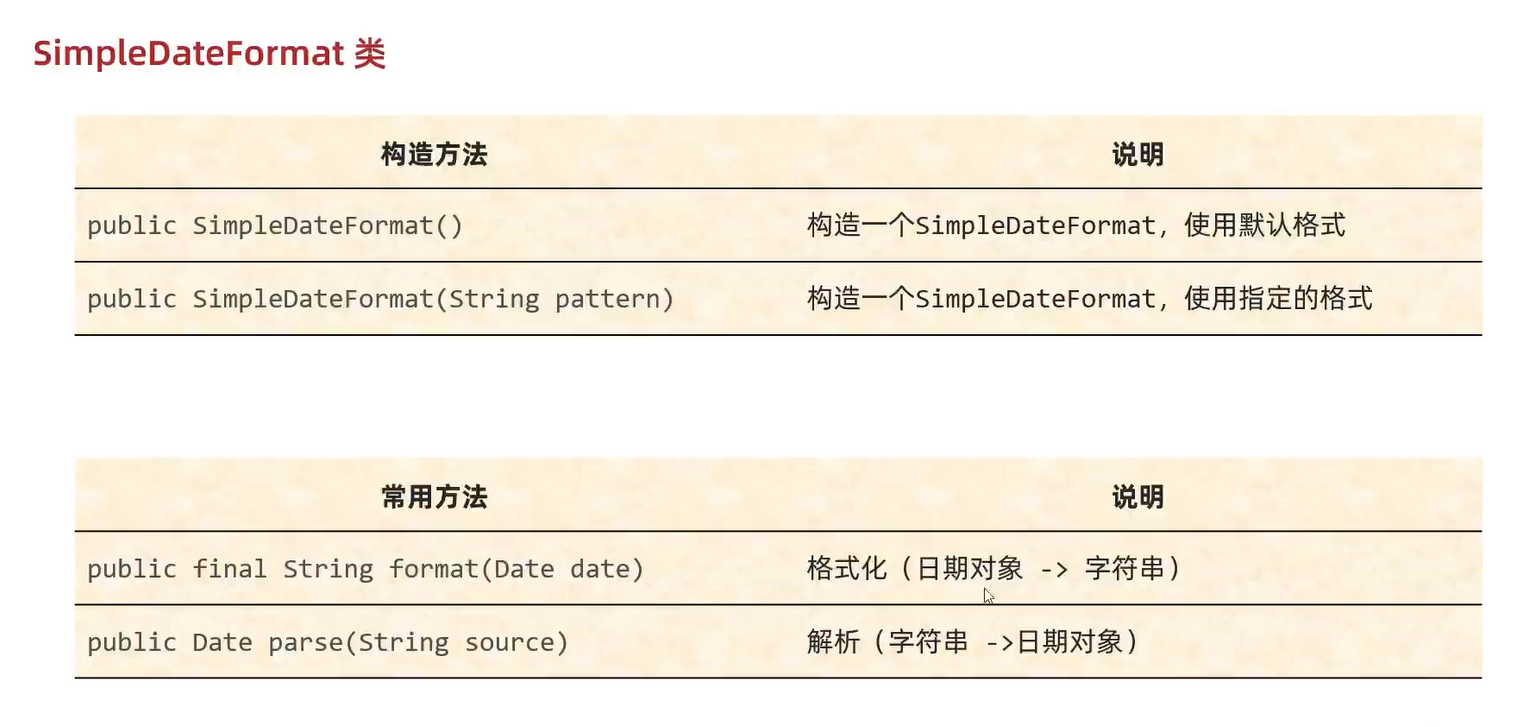 SimpleDateFormat 类
构造方法 说明
public SimpleDateFormat() 构造一个SimpleDateFormat，使用默认格式
public SimpleDateFormat(String pattern) 构造一个SimpleDateFormat，使用指定的格式
常用方法 说明
public final String format(Date date) 格式化（日期对象 -> 字符串）
public Date parse(String source) 解析（字符串 ->日期对象）